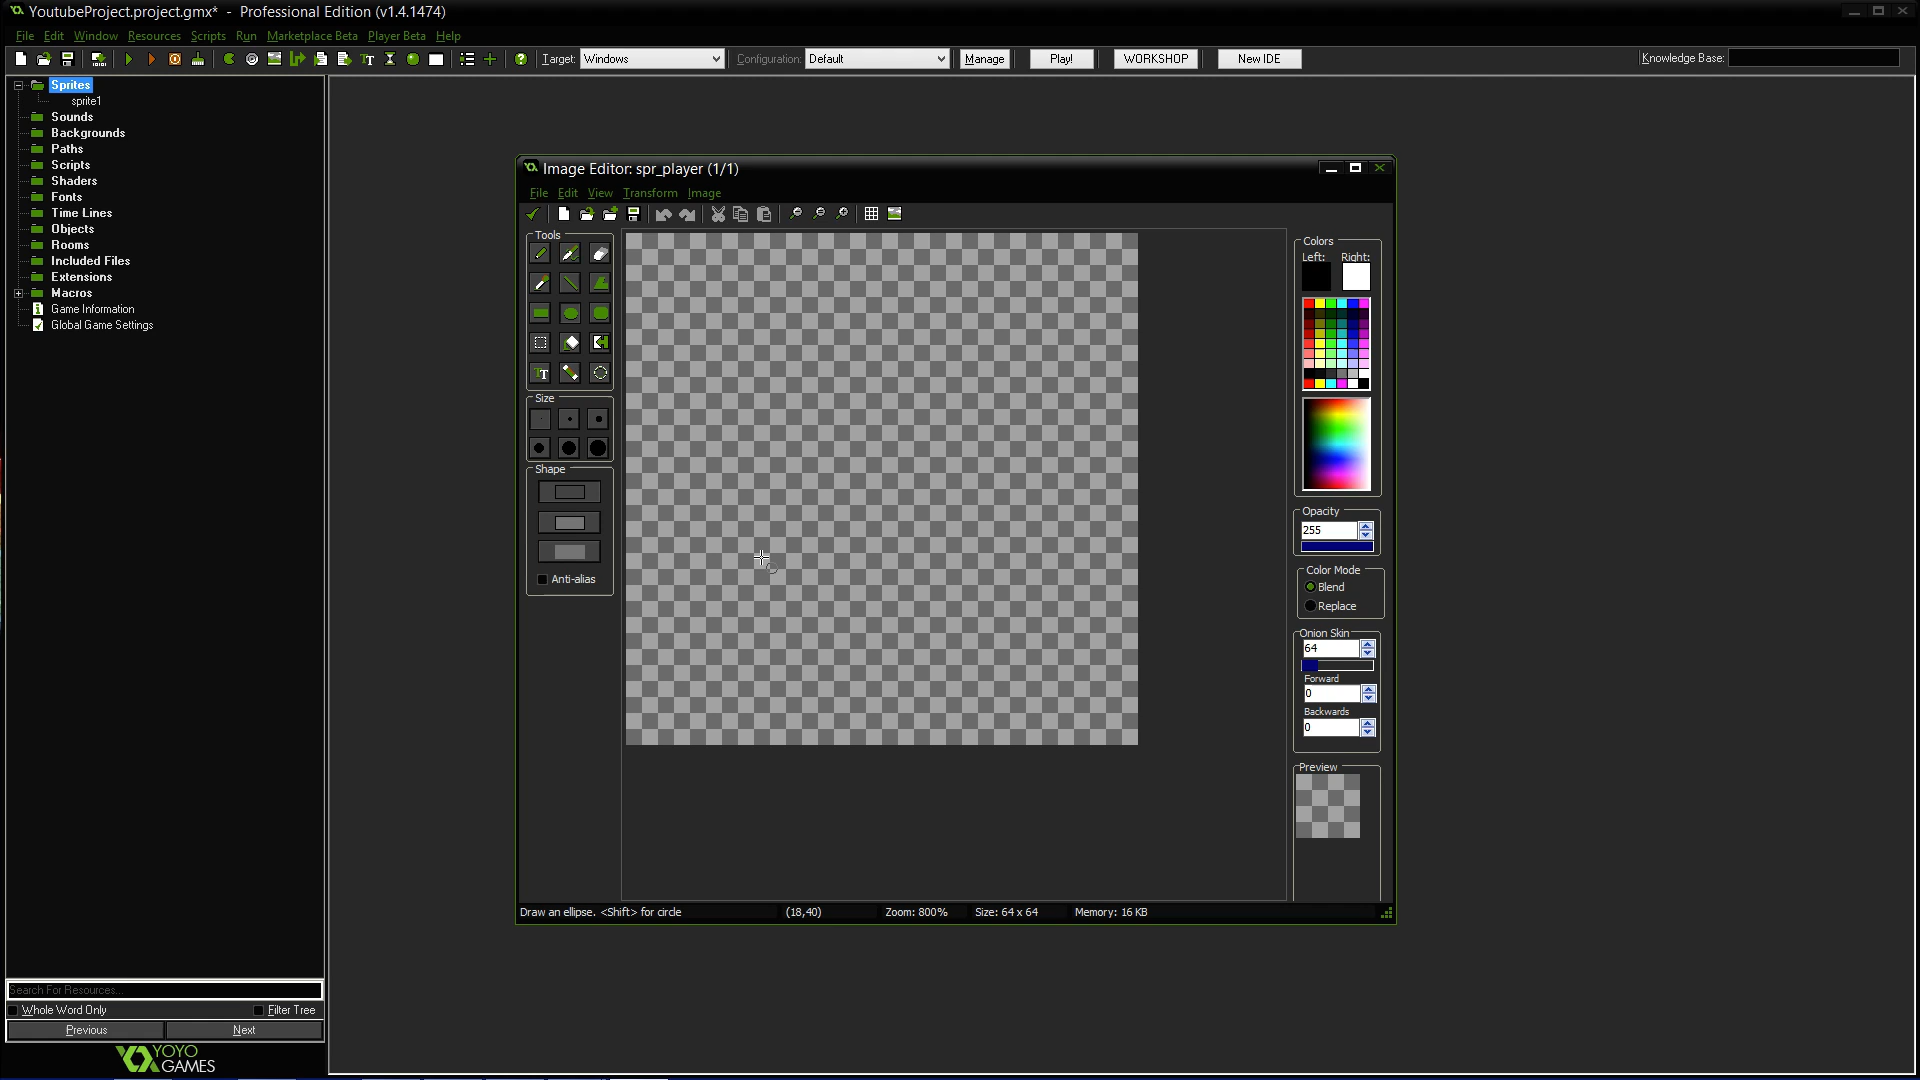 YoutubeProject.project.gmx* - Professional Edition (v1.4.1474)
File Edit Window Resources Scripts Run Marketplace Beta Player Beta Help
Target: Windows Configuration: Default Manage Play! WORKSHOP New IDE Knowledge Base:
Sprites
sprite1
Sounds
Backgrounds
Paths
Scripts
Shaders
Fonts
Time Lines
Objects
Rooms
Included Files
Extensions
Macros
Game Information
Global Game Settings
Search For Resources...
Whole Word Only Filter Tree
Previous Next
YOYO
GAMES
Image Editor: spr_player (1/1)
File Edit View Transform Image
Tools
Size
Shape
Anti-alias
Colors
Left: Right:
Opacity
255
Color Mode
Blend
Replace
Onion Skin
64
Forward
0
Backwards
0
Preview
Draw an ellipse. <Shift> for circle (18,40) Zoom: 800% Size: 64 x 64 Memory: 16 KB